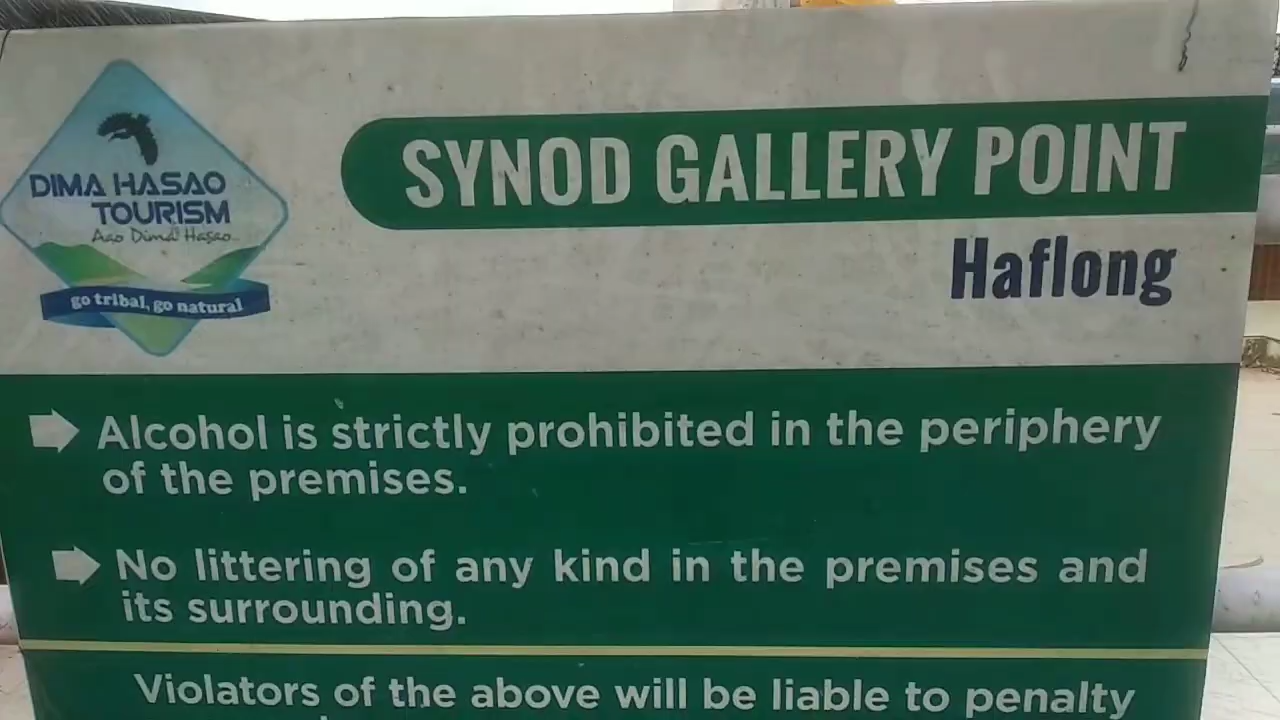 DIMA HASAO
TOURISM
Aao Dima Hasao..
go tribal, go natural
SYNOD GALLERY POINT
Haflong
Alcohol is strictly prohibited in the periphery
of the premises.
No littering of any kind in the premises and
its surrounding.
Violators of the above will be liable to penalty